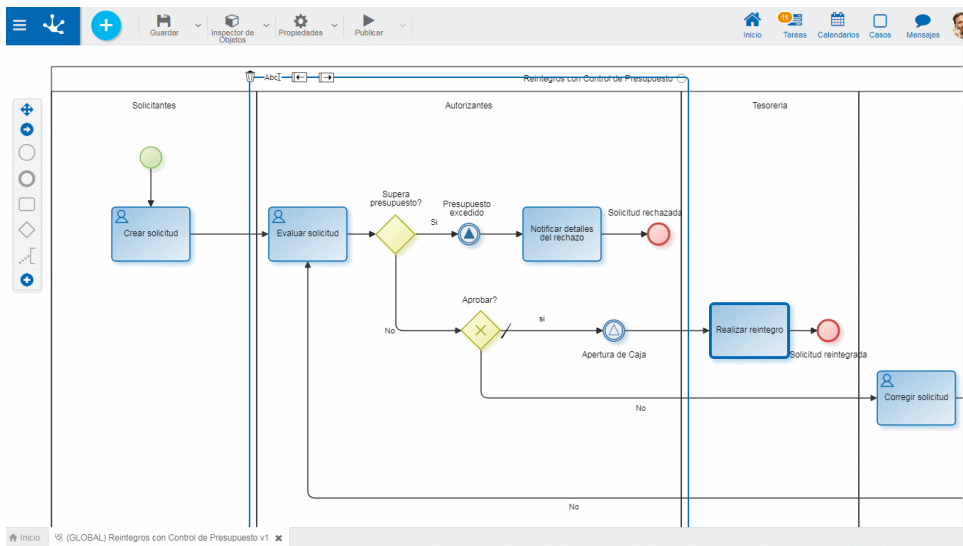 Guardar
Inspector de
Objetos
Propiedades
Publicar
Inicio
11
Tareas
Calendarios
Casos
Mensajes
Abc
Reintegros con Control de Presupuesto
Solicitantes
Autorizantes
Tesoreria
Supera
presupuesto?
Si
Presupuesto
excedido
Solicitud rechazada
Crear solicitud
Evaluar solicitud
Notificar detalles
del rechazo
No
Aprobar?
si
Apertura de Caja
Realizar reintegro
Solicitud reintegrada
Corregir solicitud
No
No
Inicio
(GLOBAL) Reintegros con Control de Presupuesto v1